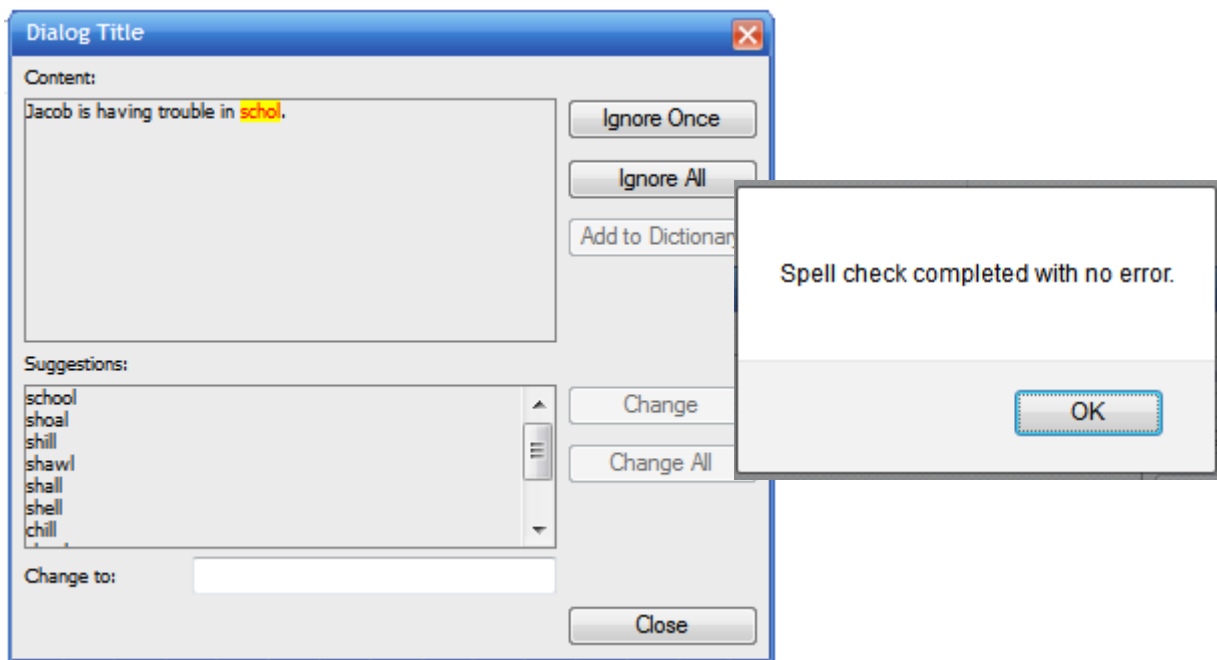 Dialog Title
Content:
Jacob is having trouble in schol.
Ignore Once
Ignore All
Add to Dictionary
Spell check completed with no error.
OK
Suggestions:
school
shoal
shill
shawl
shall
shell
chill
Change
Change All
Change to:
Close